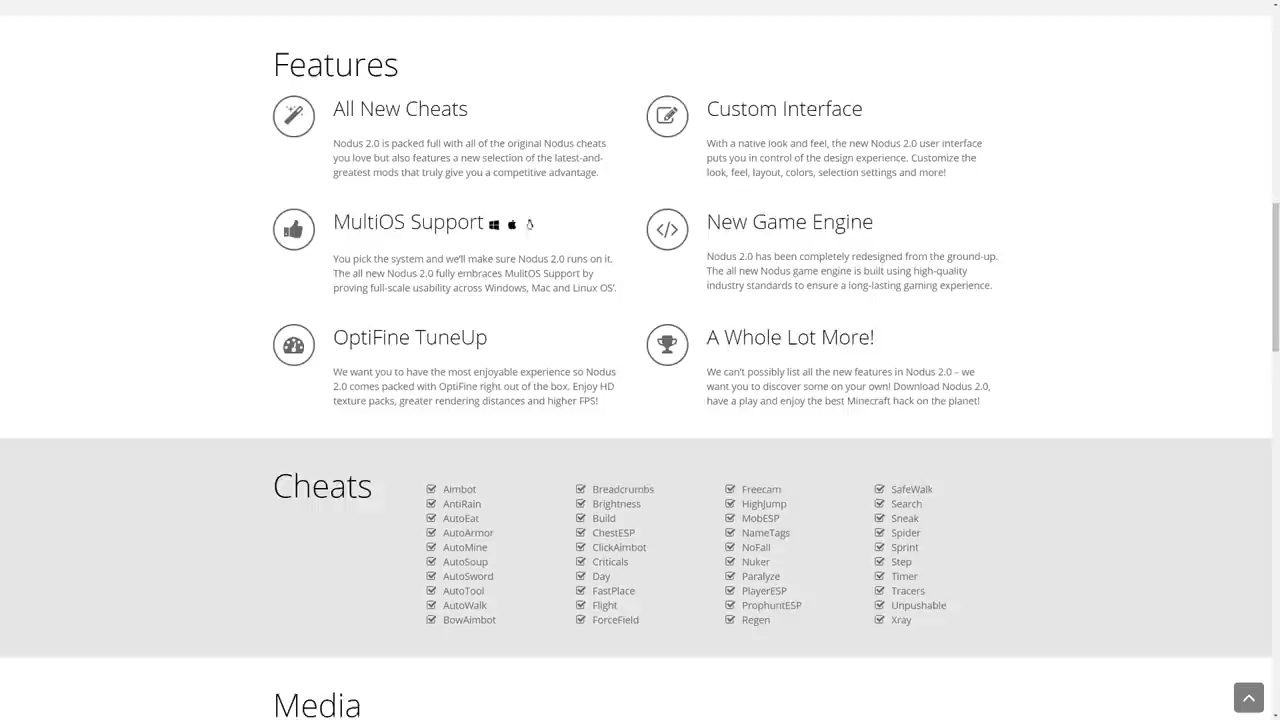 Features
All New Cheats
Nodus 2.0 is packed full with all of the original Nodus cheats
you love but also features a new selection of the latest-and-
greatest mods that truly give you a competitive advantage.
Custom Interface
With a native look and feel, the new Nodus 2.0 user interface
puts you in control of the design experience. Customize the
look, feel, layout, colors, selection settings and more!
MultiOS Support
You pick the system and we'll make sure Nodus 2.0 runs on it.
The all new Nodus 2.0 fully embraces MulitOS Support by
proving full-scale usability across Windows, Mac and Linux OS'.
New Game Engine
Nodus 2.0 has been completely redesigned from the ground-up.
The all new Nodus game engine is built using high-quality
industry standards to ensure a long-lasting gaming experience.
OptiFine TuneUp
We want you to have the most enjoyable experience so Nodus
2.0 comes packed with OptiFine right out of the box. Enjoy HD
texture packs, greater rendering distances and higher FPS!
A Whole Lot More!
We can't possibly list all the new features in Nodus 2.0 – we
want you to discover some on your own! Download Nodus 2.0,
have a play and enjoy the best Minecraft hack on the planet!
Cheats
Aimbot
AntiRain
AutoEat
AutoArmor
AutoMine
AutoSoup
AutoSword
AutoTool
AutoWalk
BowAimbot
Breadcrumbs
Brightness
Build
ChestESP
ClickAimbot
Criticals
Day
FastPlace
Flight
ForceField
Freecam
HighJump
MobESP
NameTags
NoFall
Nuker
Paralyze
PlayerESP
ProphuntESP
Regen
SafeWalk
Search
Sneak
Spider
Sprint
Step
Timer
Tracers
Unpushable
Xray
Media